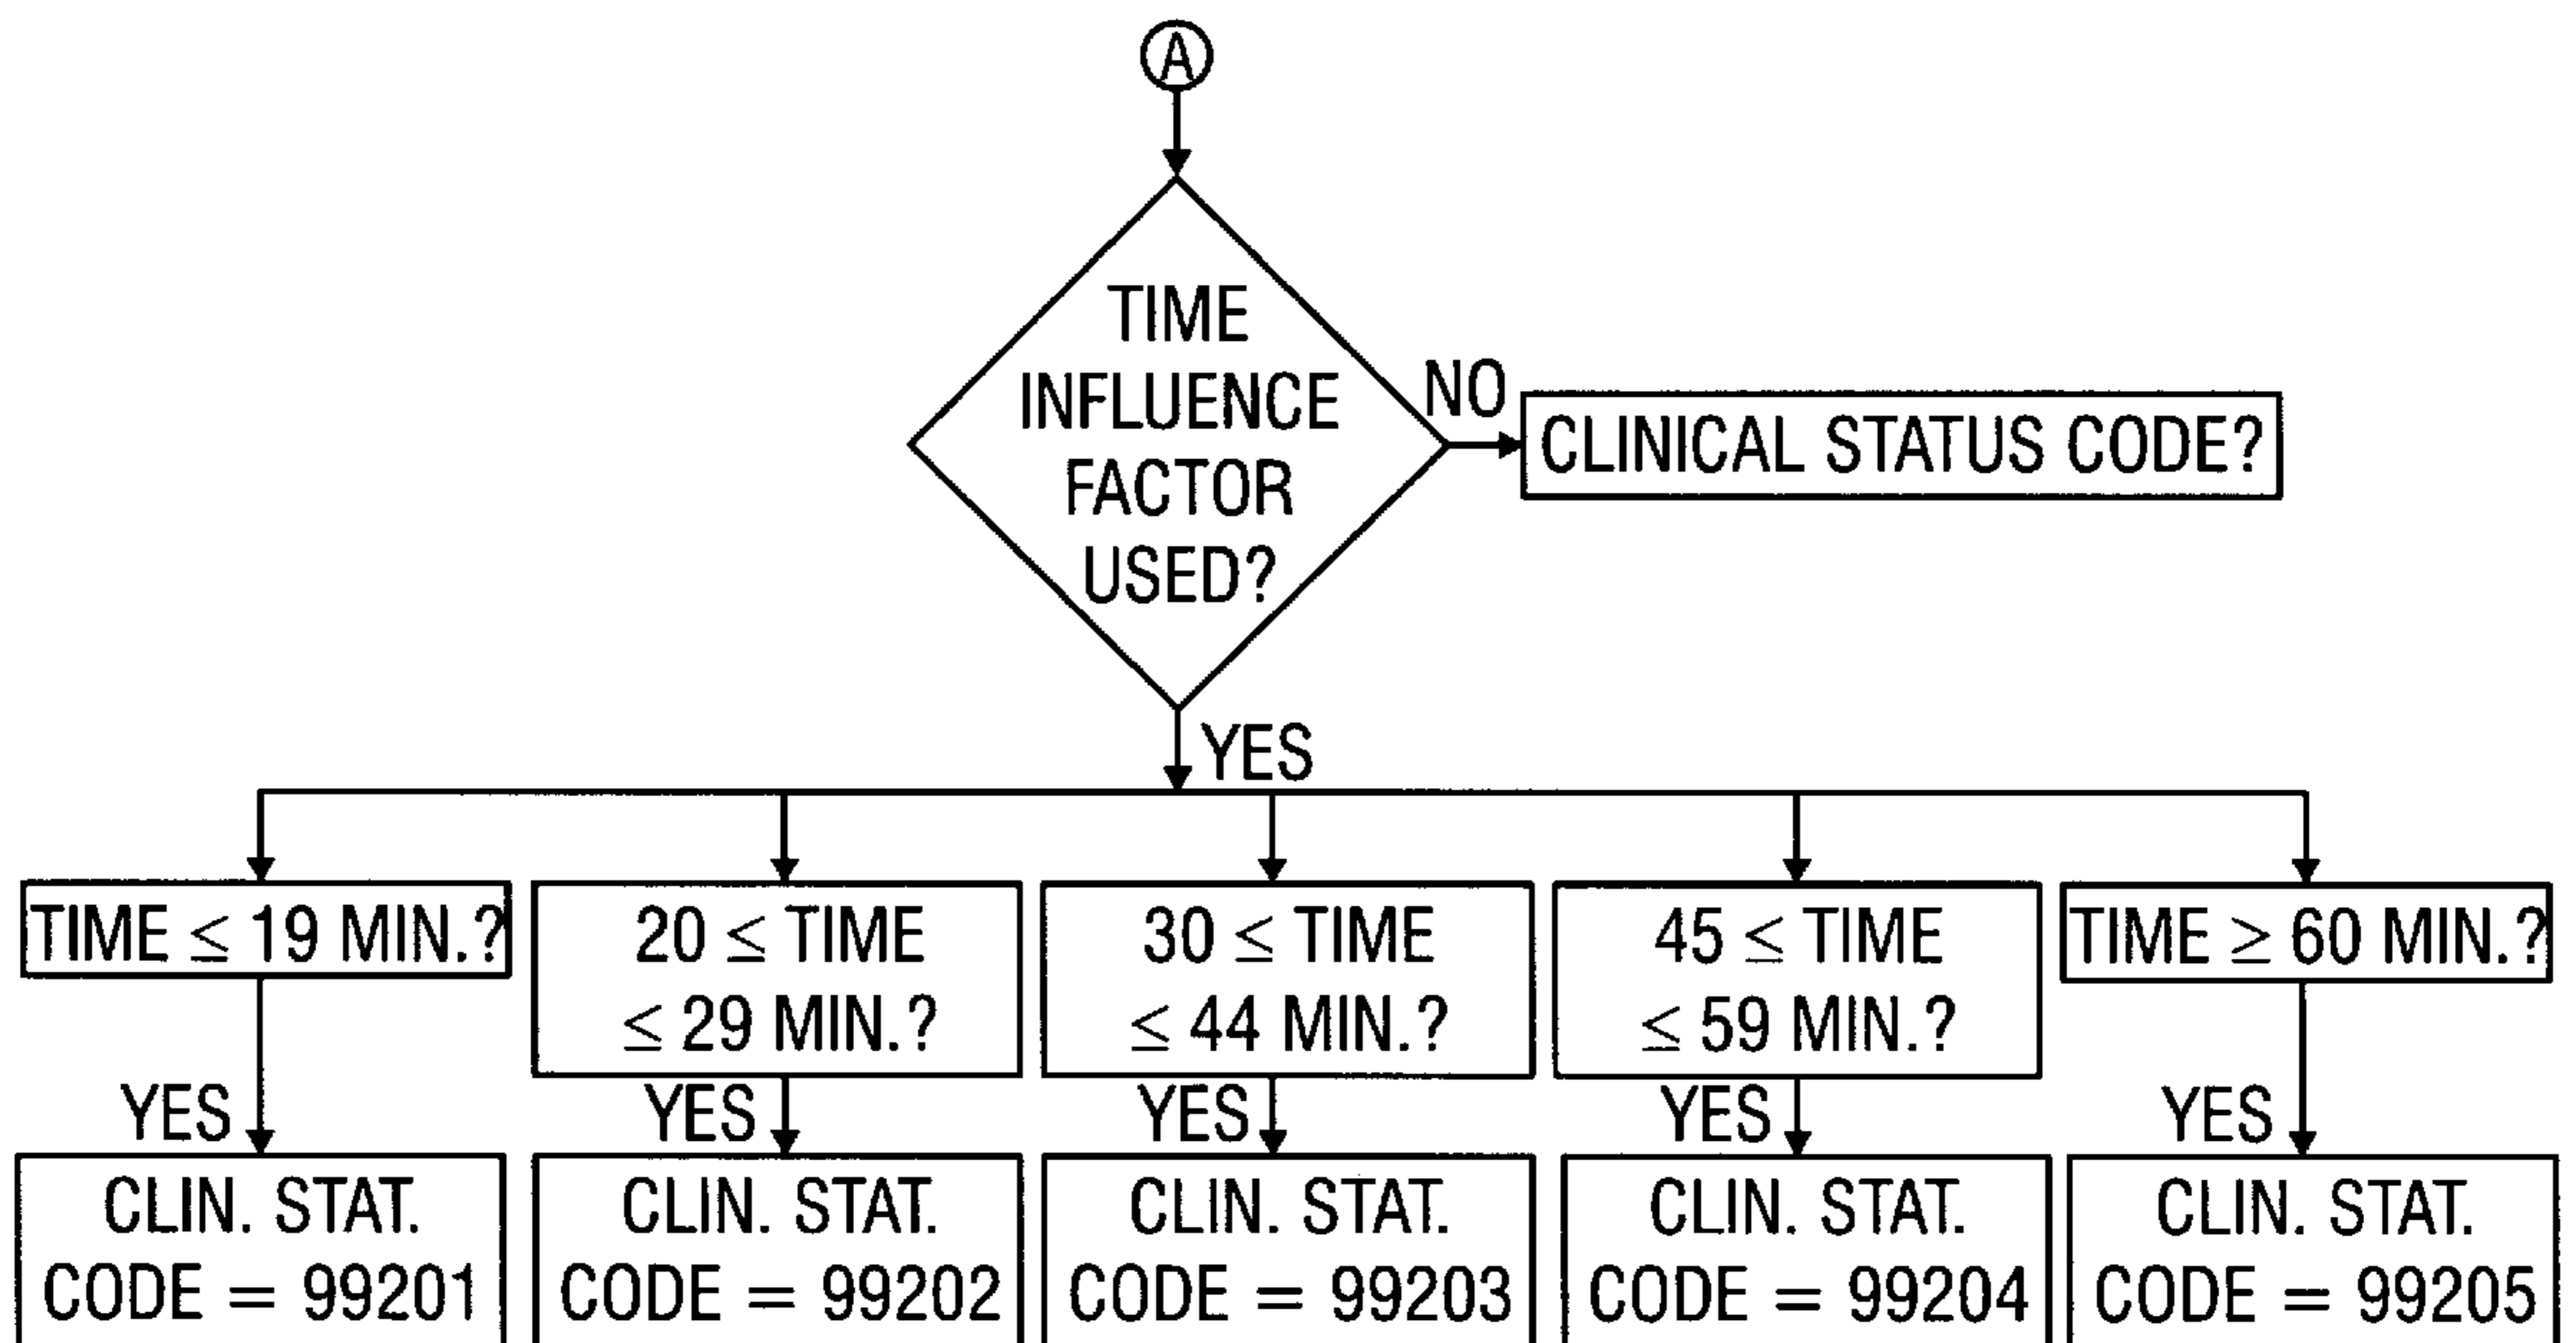 A
TIME
INFLUENCE
FACTOR
USED?
NO
CLINICAL STATUS CODE?
YES
TIME ≤ 19 MIN.?
20 ≤ TIME
≤ 29 MIN.?
30 ≤ TIME
≤ 44 MIN.?
45 ≤ TIME
≤ 59 MIN.?
TIME ≥ 60 MIN.?
YES
YES
YES
YES
YES
CLIN. STAT.
CODE = 99201
CLIN. STAT.
CODE = 99202
CLIN. STAT.
CODE = 99203
CLIN. STAT.
CODE = 99204
CLIN. STAT.
CODE = 99205